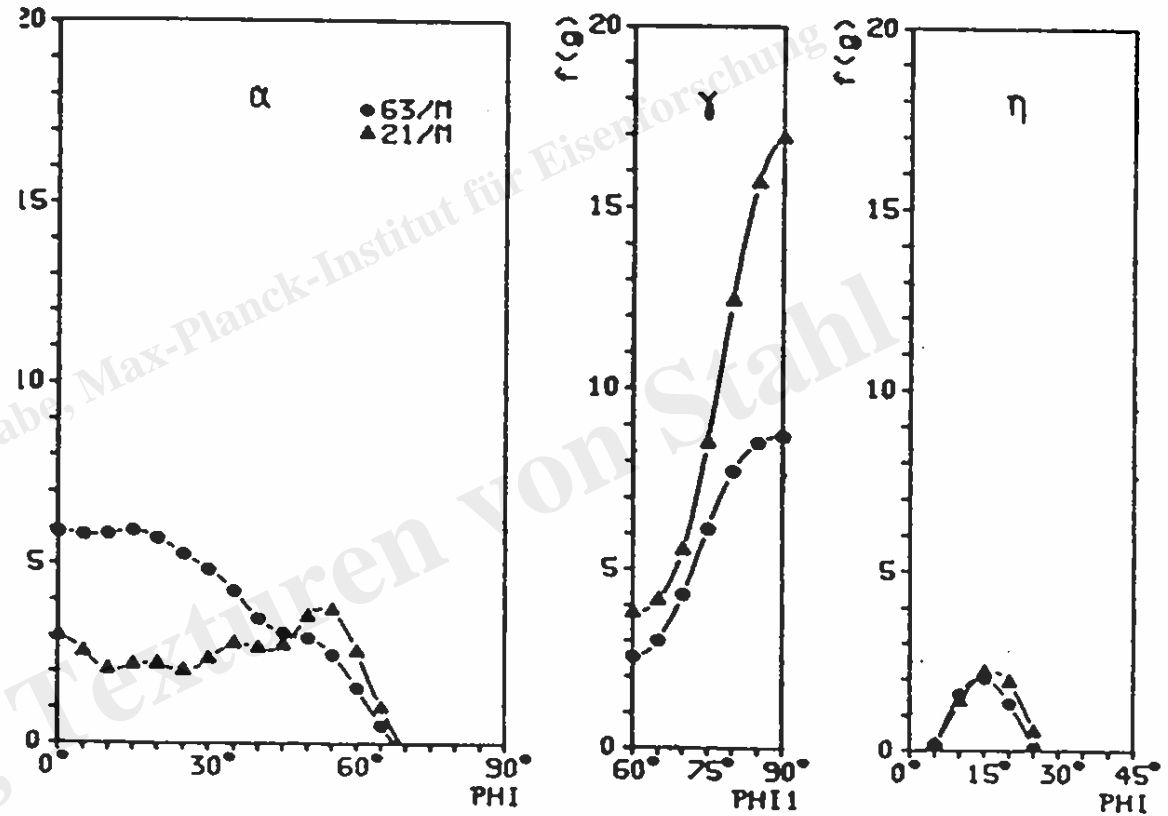 20
15
10
5
0
α
● 63/M
▲ 21/M
0° 30° 60° 90°
PHI
f(g)
20
15
10
5
0
γ
60° 75° 90°
PHI1
f(g)
20
15
10
5
0
η
0° 15° 30° 45°
PHI
Max-Planck-Institut für Eisenforschung
Texturen von Stahl